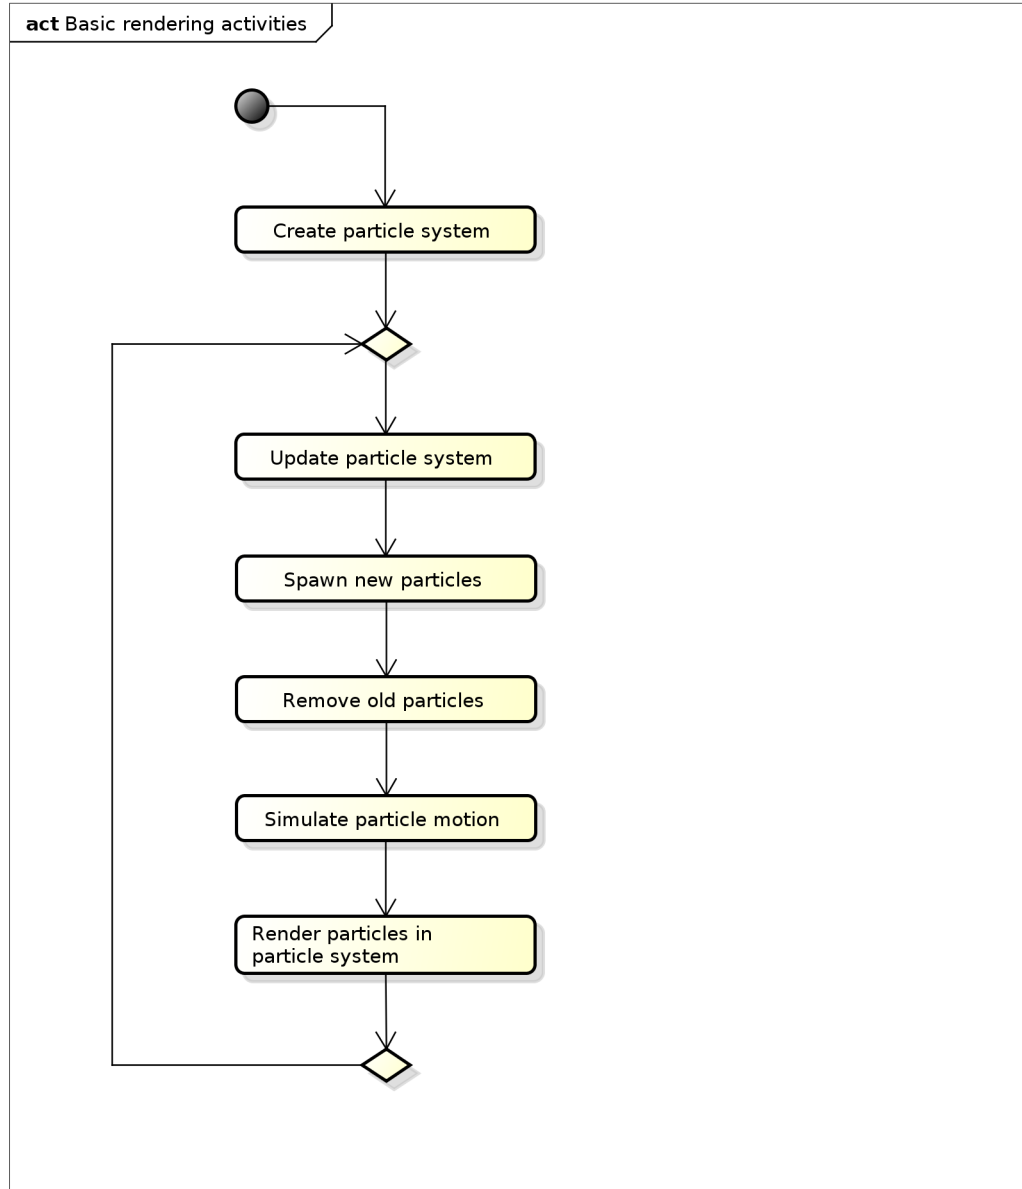 act Basic rendering activities
Create particle system
Update particle system
Spawn new particles
Remove old particles
Simulate particle motion
Render particles in
particle system